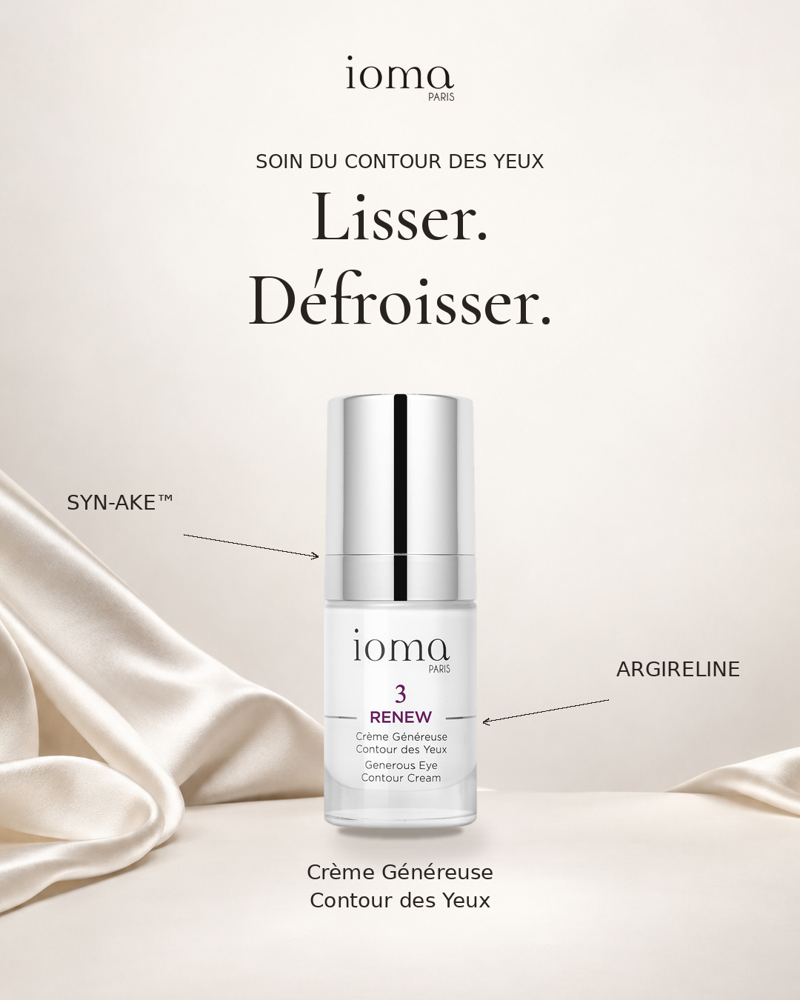 ioma
PARIS
SOIN DU CONTOUR DES YEUX
Lisser.
Défroisser.
SYN-AKE™
ARGIRELINE
ioma
PARIS
3
RENEW
Crème Généreuse
Contour des Yeux
Generous Eye
Contour Cream
Crème Généreuse
Contour des Yeux